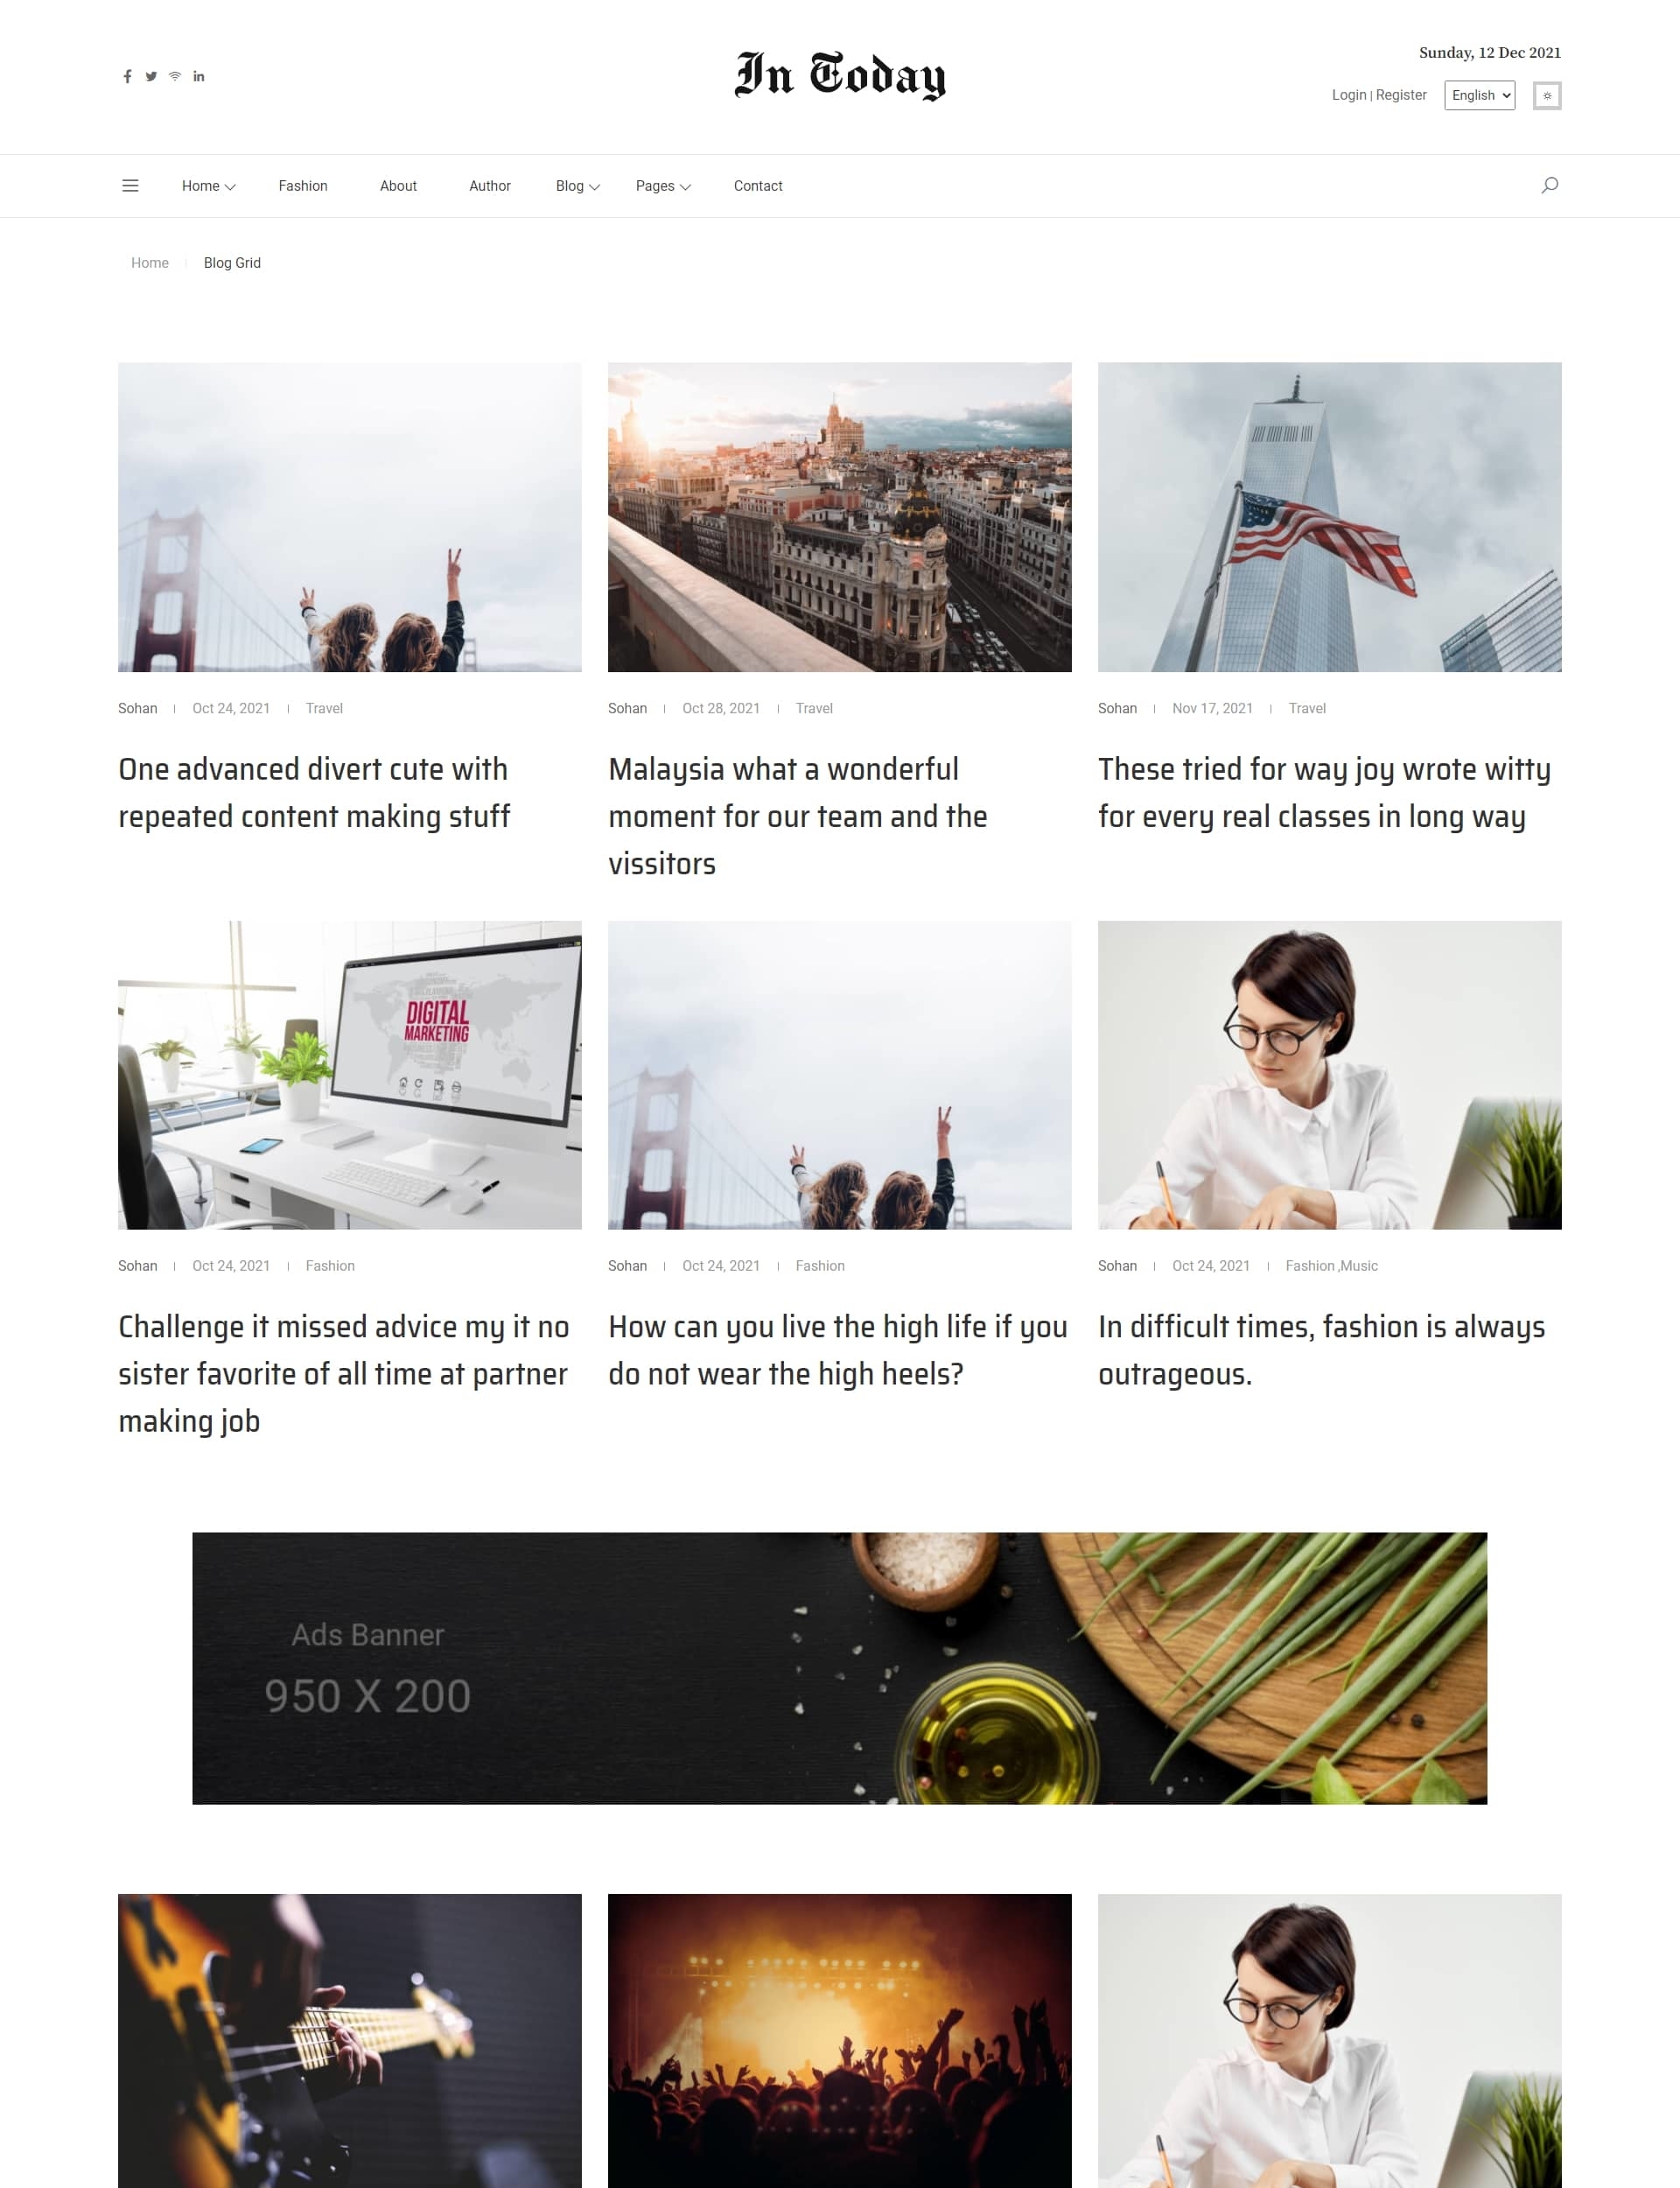 In Today
Sunday, 12 Dec 2021
Login | Register
English
Home
Fashion
About
Author
Blog
Pages
Contact
Home
Blog Grid
Sohan | Oct 24, 2021 | Travel
One advanced divert cute with
repeated content making stuff
Sohan | Oct 28, 2021 | Travel
Malaysia what a wonderful
moment for our team and the
vissitors
Sohan | Nov 17, 2021 | Travel
These tried for way joy wrote witty
for every real classes in long way
DIGITAL
MARKETING
Sohan | Oct 24, 2021 | Fashion
Challenge it missed advice my it no
sister favorite of all time at partner
making job
Sohan | Oct 24, 2021 | Fashion
How can you live the high life if you
do not wear the high heels?
Sohan | Oct 24, 2021 | Fashion ,Music
In difficult times, fashion is always
outrageous.
Ads Banner
950 X 200